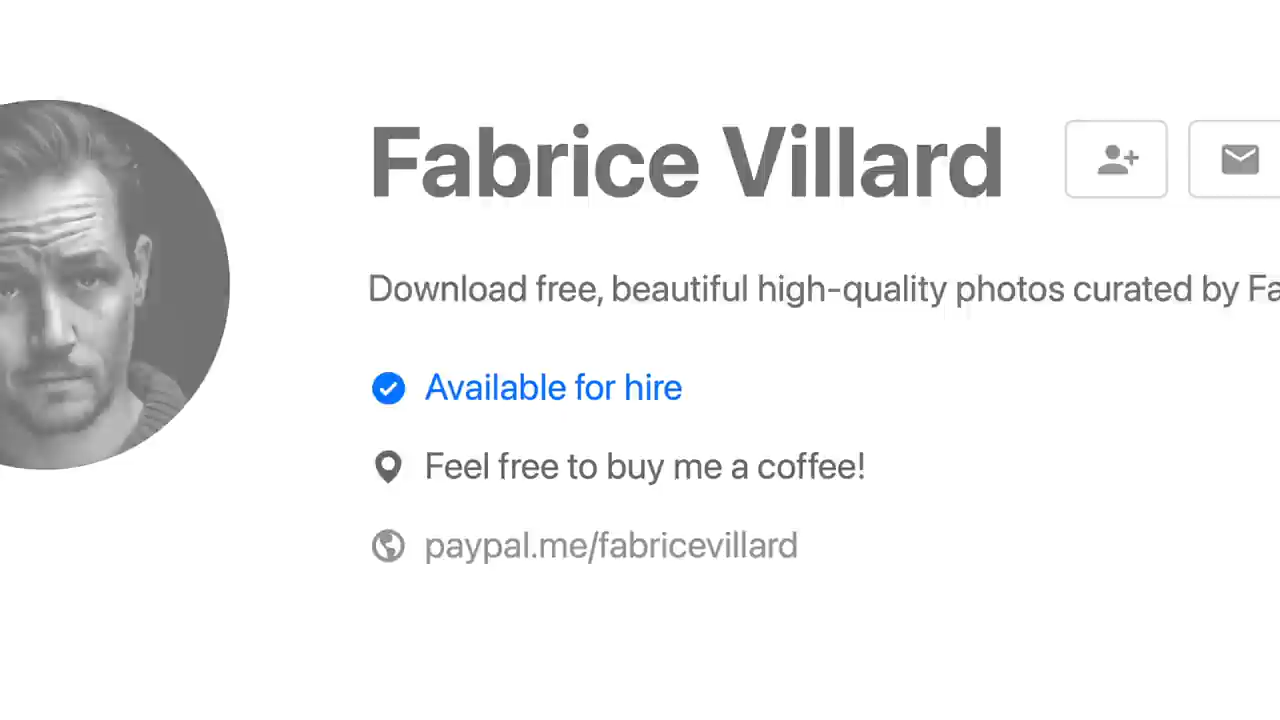 Fabrice Villard
Download free, beautiful high-quality photos curated by Fa
Available for hire
Feel free to buy me a coffee!
paypal.me/fabricevillard